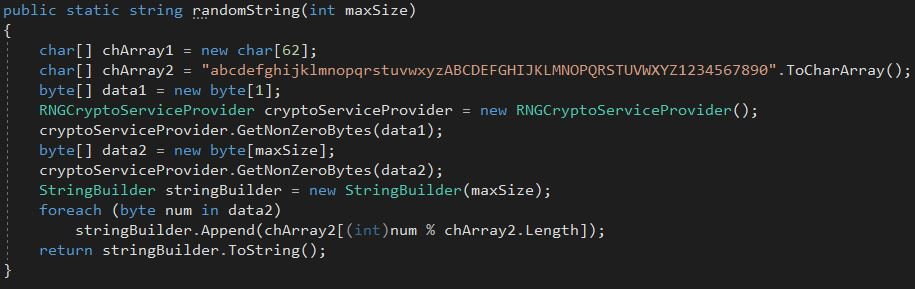 public static string randomString(int maxSize)
{
    char[] chArray1 = new char[62];
    char[] chArray2 = "abcdefghijklmnopqrstuvwxyzABCDEFGHIJKLMNOPQRSTUVWXYZ1234567890".ToCharArray();
    byte[] data1 = new byte[1];
    RNGCryptoServiceProvider cryptoServiceProvider = new RNGCryptoServiceProvider();
    cryptoServiceProvider.GetNonZeroBytes(data1);
    byte[] data2 = new byte[maxSize];
    cryptoServiceProvider.GetNonZeroBytes(data2);
    StringBuilder stringBuilder = new StringBuilder(maxSize);
    foreach (byte num in data2)
        stringBuilder.Append(chArray2[(int)num % chArray2.Length]);
    return stringBuilder.ToString();
}